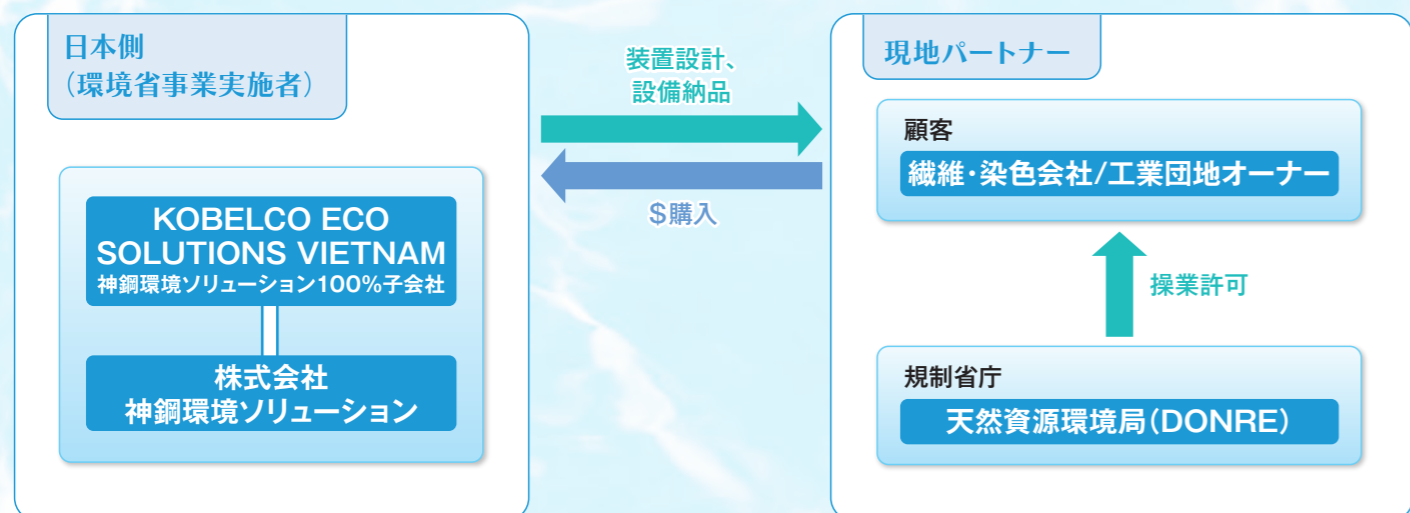 日本側
（環境省事業実施者）
KOBELCO ECO
SOLUTIONS VIETNAM
神鋼環境ソリューション100%子会社
株式会社
神鋼環境ソリューション
装置設計、
設備納品
$購入
現地パートナー
顧客
繊維・染色会社/工業団地オーナー
操業許可
規制省庁
天然資源環境局（DONRE）